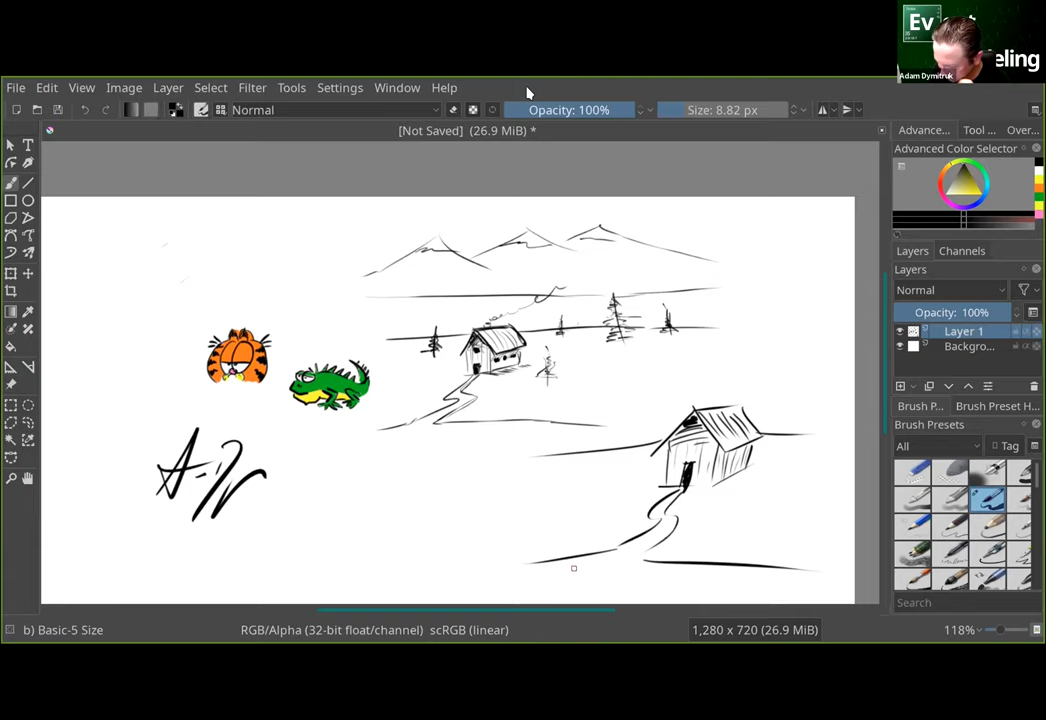 Ev
eling
Adam Dymitruk
File Edit View Image Layer Select Filter Tools Settings Window Help
Normal Opacity: 100% Size: 8.82 px
[Not Saved] (26.9 MiB) *
Advance... Tool ... Over...
Advanced Color Selector
Layers Channels
Layers
Normal
Opacity: 100%
Layer 1
Backgro...
Brush P... Brush Preset H...
Brush Presets
All Tag
Search
b) Basic-5 Size RGB/Alpha (32-bit float/channel) scRGB (linear) 1,280 x 720 (26.9 MiB) 118%